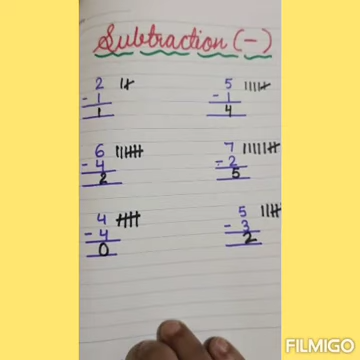 Subtraction (-)
2 5
- 1 - 1
1 4
6 7
- 4 - 2
2 5
4 5
- 4 - 3
0 2
FILMIGO